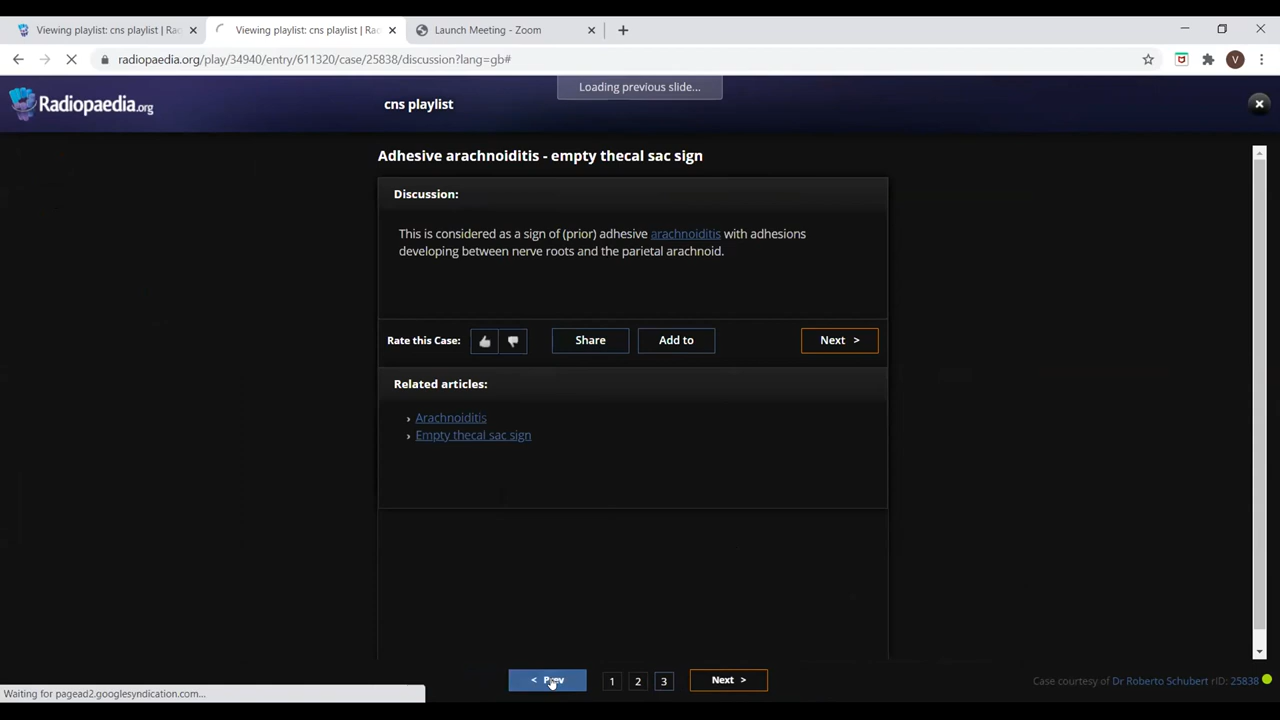 Viewing playlist: cns playlist | Rac
Viewing playlist: cns playlist | Rac
Launch Meeting - Zoom
radiopaedia.org/play/34940/entry/611320/case/25838/discussion?lang=gb#
V
Loading previous slide...
Radiopaedia.org
cns playlist
Adhesive arachnoiditis - empty thecal sac sign
Discussion:
This is considered as a sign of (prior) adhesive arachnoiditis with adhesions
developing between nerve roots and the parietal arachnoid.
Rate this Case:
Share
Add to
Next >
Related articles:
› Arachnoiditis
› Empty thecal sac sign
< Prev
1
2
3
Next >
Case courtesy of Dr Roberto Schubert rID: 25838
Waiting for pagead2.googlesyndication.com...